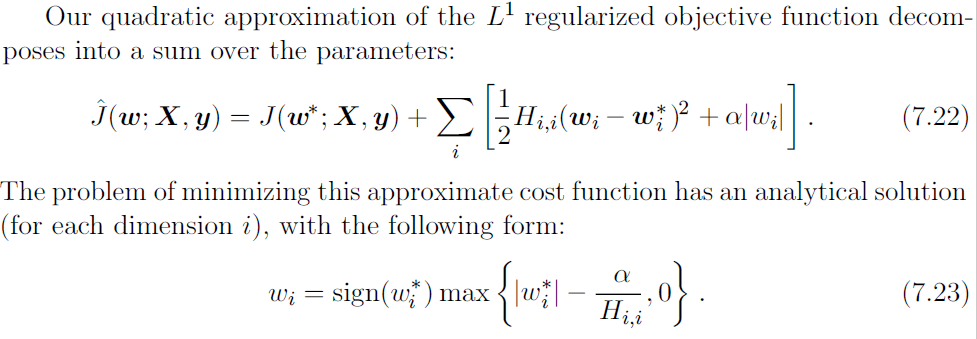 Our quadratic approximation of the L¹ regularized objective function decom-
poses into a sum over the parameters:
Ĵ(w; X, y) = J(w*; X, y) + ∑_i [ 1/2 H_{i,i}(w_i − w_i*)² + α|w_i| ] . (7.22)
The problem of minimizing this approximate cost function has an analytical solution
(for each dimension i), with the following form:
w_i = sign(w_i*) max { |w_i*| − α/H_{i,i}, 0 } . (7.23)